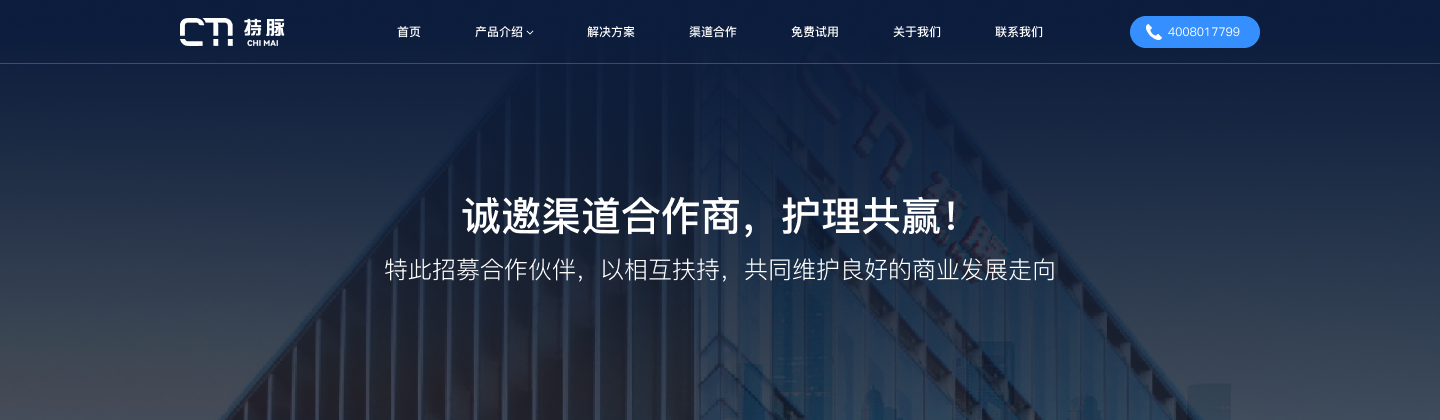 持脉
CHI MAI
首页
产品介绍
解决方案
渠道合作
免费试用
关于我们
联系我们
4008017799
诚邀渠道合作商，护理共赢！
特此招募合作伙伴，以相互扶持，共同维护良好的商业发展走向